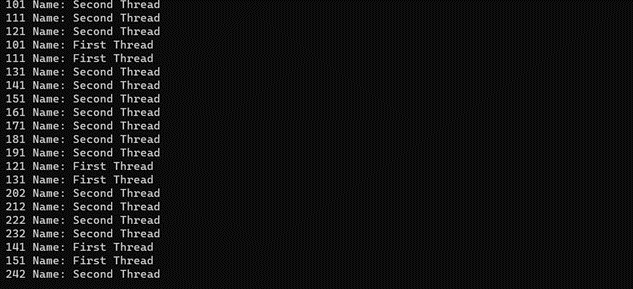 101 Name: Second Thread
111 Name: Second Thread
121 Name: Second Thread
101 Name: First Thread
111 Name: First Thread
131 Name: Second Thread
141 Name: Second Thread
151 Name: Second Thread
161 Name: Second Thread
171 Name: Second Thread
181 Name: Second Thread
191 Name: Second Thread
121 Name: First Thread
131 Name: First Thread
202 Name: Second Thread
212 Name: Second Thread
222 Name: Second Thread
232 Name: Second Thread
141 Name: First Thread
151 Name: First Thread
242 Name: Second Thread